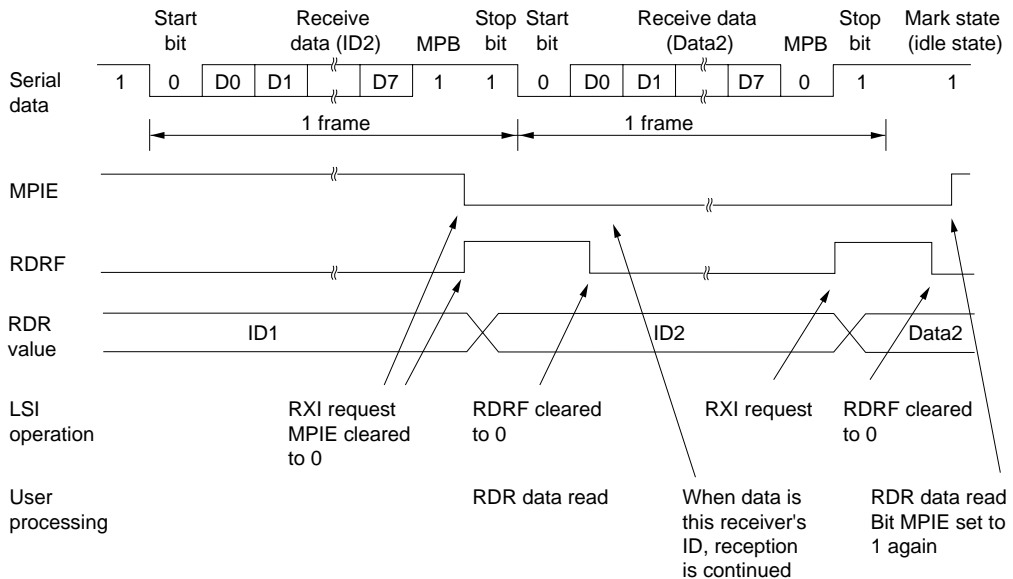 Start Receive Stop Start Receive data Stop Mark state
bit data (ID2) MPB bit bit (Data2) MPB bit (idle state)
Serial 1 0 D0 D1 D7 1 1 0 D0 D1 D7 0 1 1
data
1 frame 1 frame
MPIE
RDRF
RDR
value
ID1 ID2 Data2
LSI RXI request RDRF cleared RXI request RDRF cleared
operation MPIE cleared to 0 to 0
to 0
User RDR data read When data is RDR data read
processing this receiver's Bit MPIE set to
ID, reception 1 again
is continued